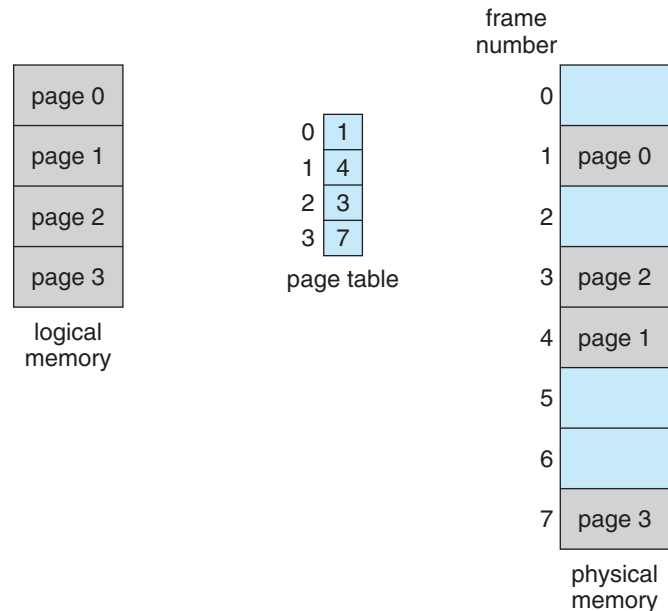 page 0
page 1
page 2
page 3
logical
memory
0 1
1 4
2 3
3 7
page table
frame
number
0
1 page 0
2
3 page 2
4 page 1
5
6
7 page 3
physical
memory